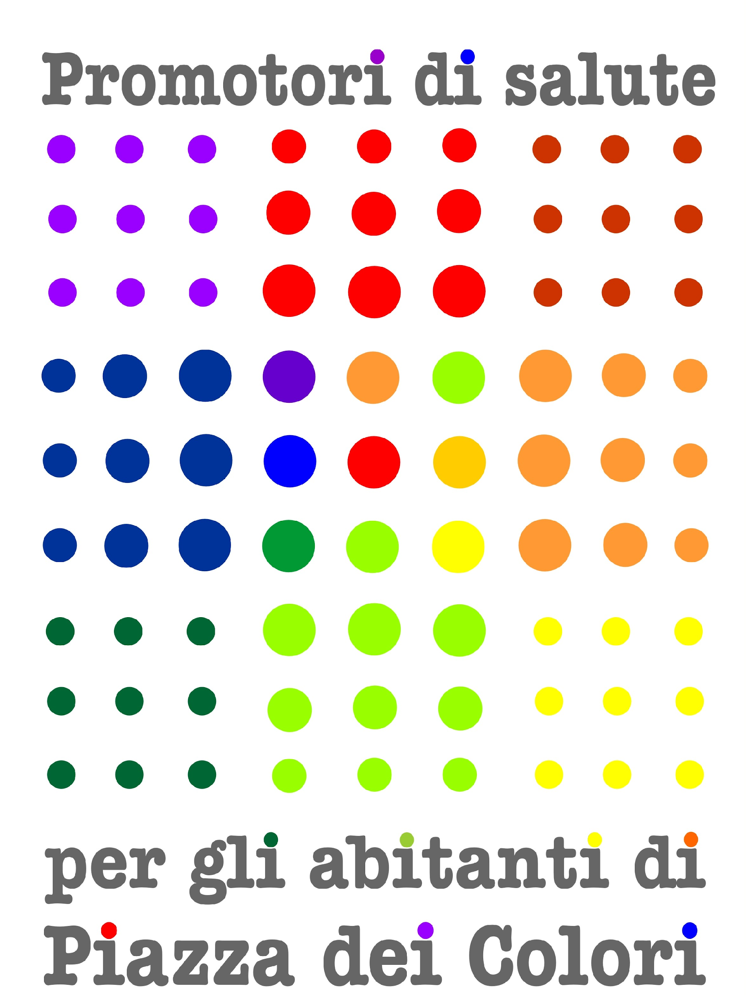 Promotori di salute
per gli abitanti di
Piazza dei Colori